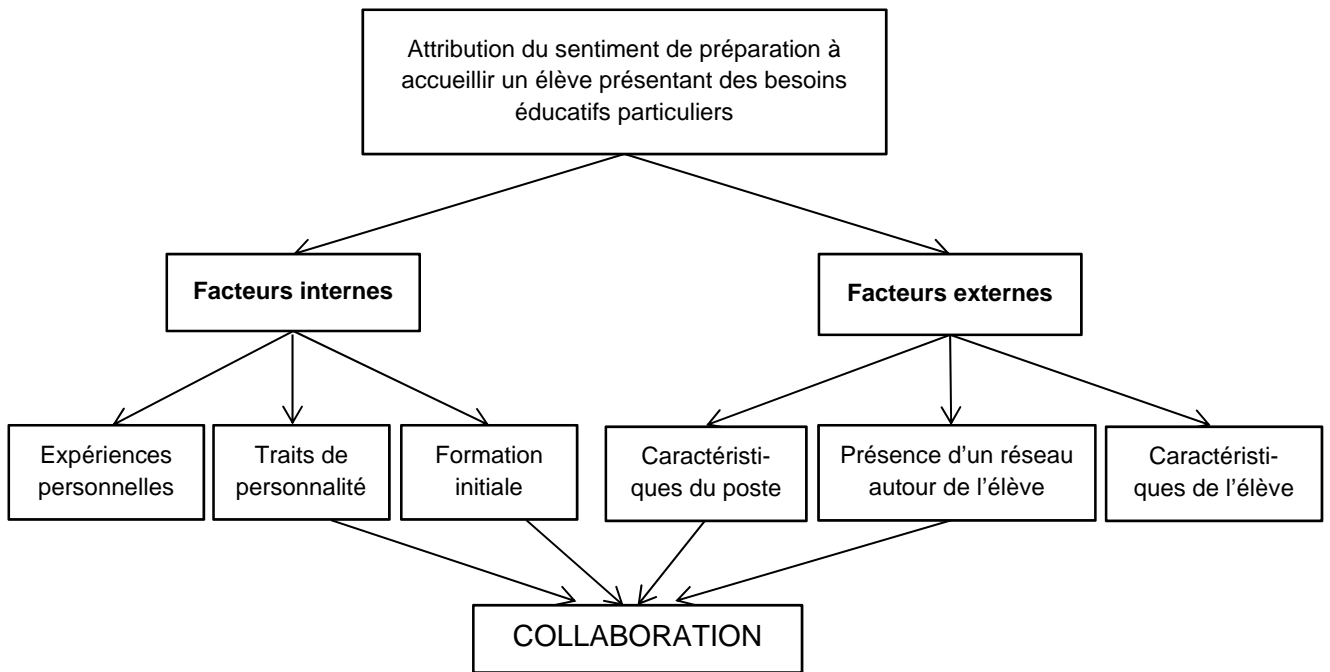 Attribution du sentiment de préparation à
accueillir un élève présentant des besoins
éducatifs particuliers
Facteurs internes
Facteurs externes
Expériences
personnelles
Traits de
personnalité
Formation
initiale
Caractéristi-
ques du poste
Présence d’un réseau
autour de l’élève
Caractéristi-
ques de l’élève
COLLABORATION